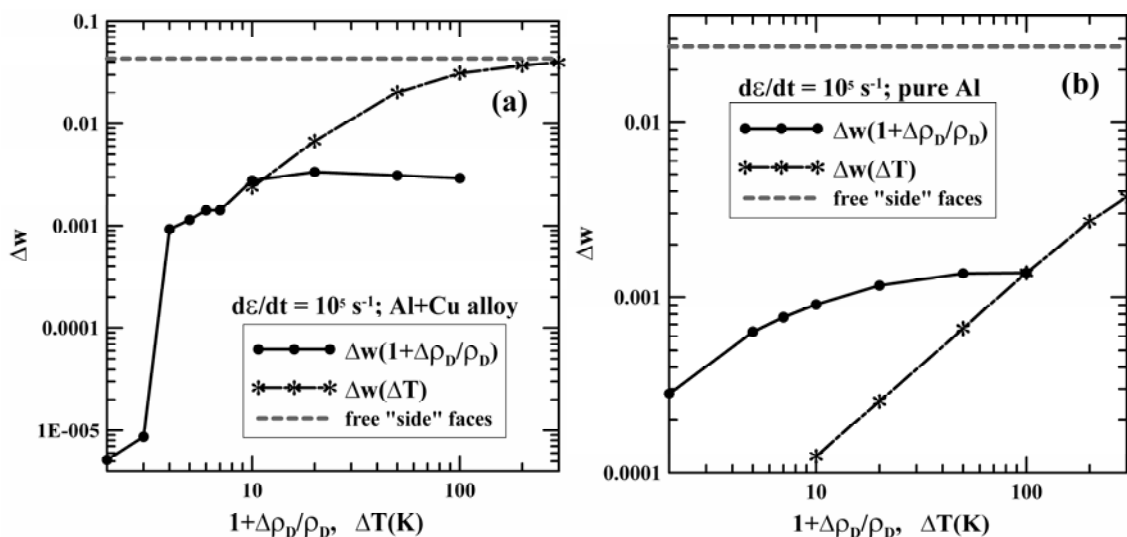 0.1
0.01
0.001
0.0001
1E-005
Δw
(a)
dε/dt = 10⁵ s⁻¹; Al+Cu alloy
Δw(1+Δρ_D/ρ_D)
Δw(ΔT)
free "side" faces
10
100
1+Δρ_D/ρ_D, ΔT(K)
0.01
0.001
0.0001
Δw
(b)
dε/dt = 10⁵ s⁻¹; pure Al
Δw(1+Δρ_D/ρ_D)
Δw(ΔT)
free "side" faces
10
100
1+Δρ_D/ρ_D, ΔT(K)